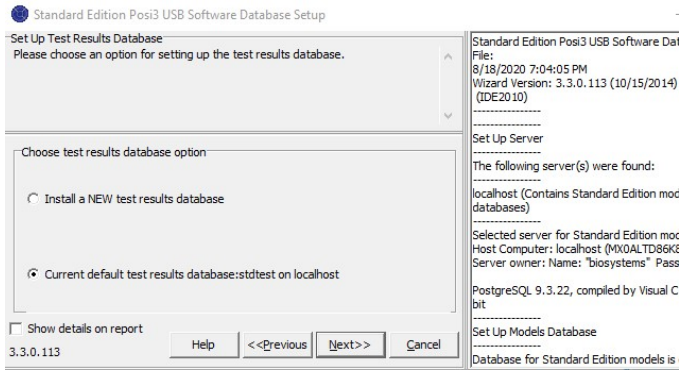 Standard Edition Posi3 USB Software Database Setup
Set Up Test Results Database
Please choose an option for setting up the test results database.
Choose test results database option
Install a NEW test results database
Current default test results database:stdtest on localhost
Show details on report
3.3.0.113
Help
<<Previous
Next>>
Cancel
Standard Edition Posi3 USB Software Dat
File:
8/18/2020 7:04:05 PM
Wizard Version: 3.3.0.113 (10/15/2014)
(IDE2010)
----------------
----------------
Set Up Server
----------------
The following server(s) were found:
----------------
localhost (Contains Standard Edition mod
databases)
----------------
Selected server for Standard Edition mod
Host Computer: localhost (MX0ALTD86K8
Server owner: Name: "biosystems" Pass
PostgreSQL 9.3.22, compiled by Visual C
bit
----------------
Set Up Models Database
----------------
Database for Standard Edition models is